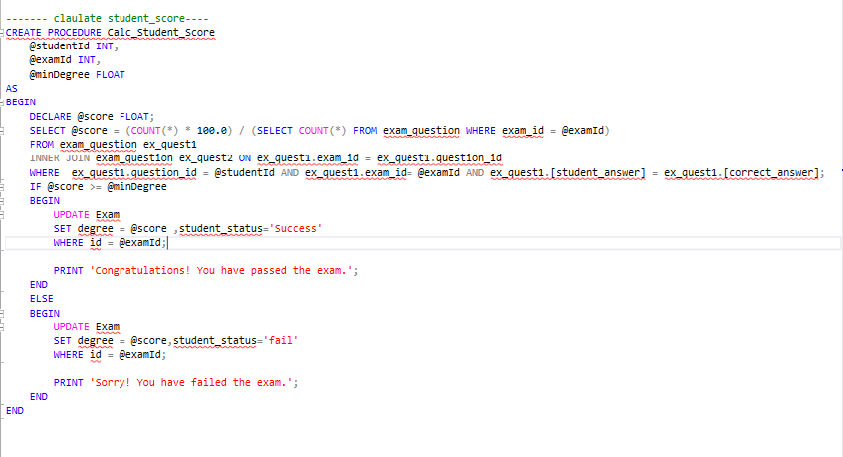 ------- claulate student_score----
CREATE PROCEDURE Calc_Student_Score
@studentId INT,
@examId INT,
@minDegree FLOAT
AS
BEGIN
DECLARE @score FLOAT;
SELECT @score = (COUNT(*) * 100.0) / (SELECT COUNT(*) FROM exam_question WHERE exam_id = @examId)
FROM exam_question ex_quest1
INNER JOIN exam_question ex_quest2 ON ex_quest1.exam_id = ex_quest1.question_id
WHERE ex_quest1.question_id = @studentId AND ex_quest1.exam_id= @examId AND ex_quest1.[student_answer] = ex_quest1.[correct_answer];
IF @score >= @minDegree
BEGIN
UPDATE Exam
SET degree = @score ,student_status='Success'
WHERE id = @examId;
PRINT 'Congratulations! You have passed the exam.';
END
ELSE
BEGIN
UPDATE Exam
SET degree = @score,student_status='fail'
WHERE id = @examId;
PRINT 'Sorry! You have failed the exam.';
END
END